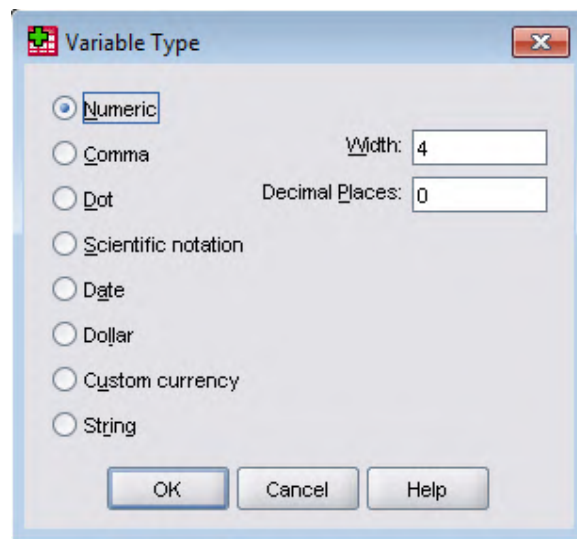 Variable Type
Numeric
Comma
Width: 4
Dot
Decimal Places: 0
Scientific notation
Date
Dollar
Custom currency
String
OK Cancel Help